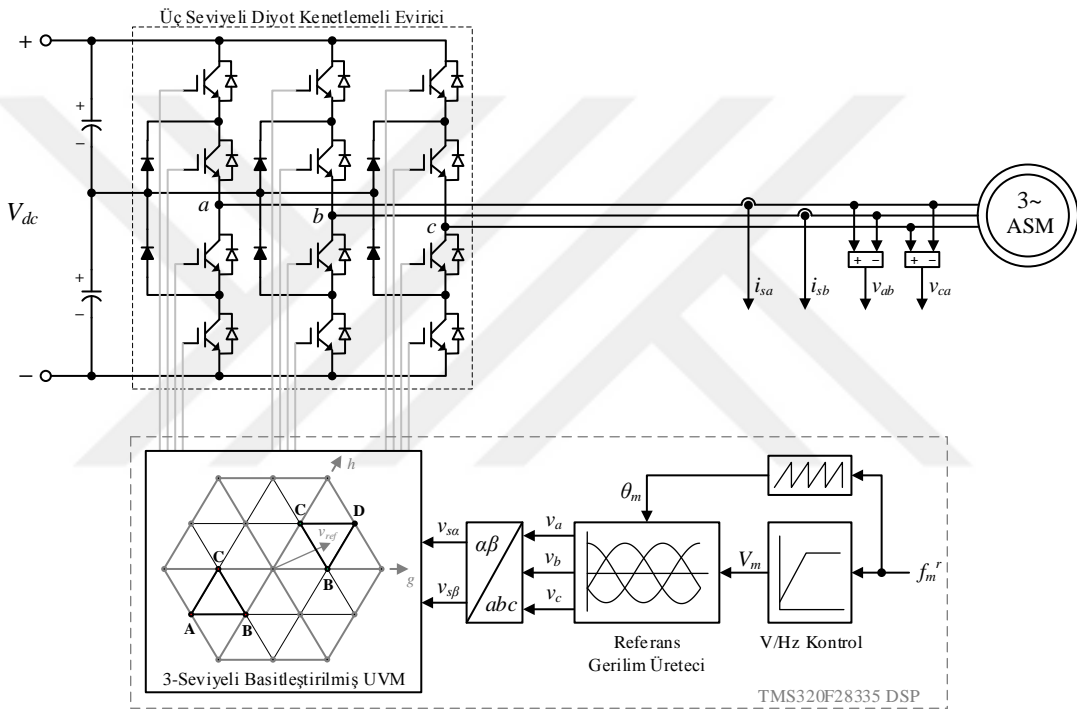 Üç Seviyeli Diyot Kenetlemeli Evirici
+
+
−
V_dc
+
−
−
a
b
c
3~
ASM
+ −
+ −
i_sa
i_sb
v_ab
v_ca
h
C
D
v_ref
C
B
g
A
B
3-Seviyeli Basitleştirilmiş UVM
v_sα
v_sβ
αβ
abc
v_a
v_b
v_c
θ_m
V_m
f_m^r
Referans
Gerilim Üreteci
V/Hz Kontrol
TMS320F28335 DSP